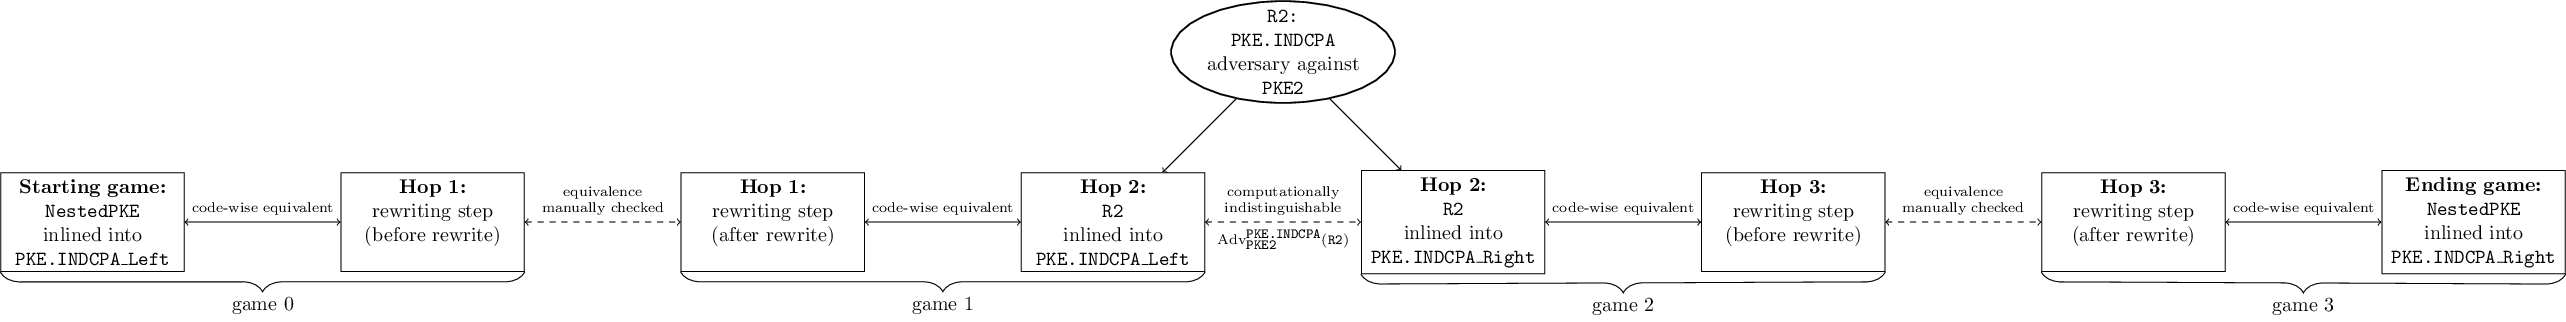 R2:
PKE.INDCPA
adversary against
PKE2
Starting game:
NestedPKE
inlined into
PKE.INDCPA_Left
code-wise equivalent
Hop 1:
rewriting step
(before rewrite)
equivalence
manually checked
Hop 1:
rewriting step
(after rewrite)
code-wise equivalent
Hop 2:
R2
inlined into
PKE.INDCPA_Left
computationally
indistinguishable
Adv^{PKE.INDCPA}_{PKE2}(R2)
Hop 2:
R2
inlined into
PKE.INDCPA_Right
code-wise equivalent
Hop 3:
rewriting step
(before rewrite)
equivalence
manually checked
Hop 3:
rewriting step
(after rewrite)
code-wise equivalent
Ending game:
NestedPKE
inlined into
PKE.INDCPA_Right
game 0
game 1
game 2
game 3